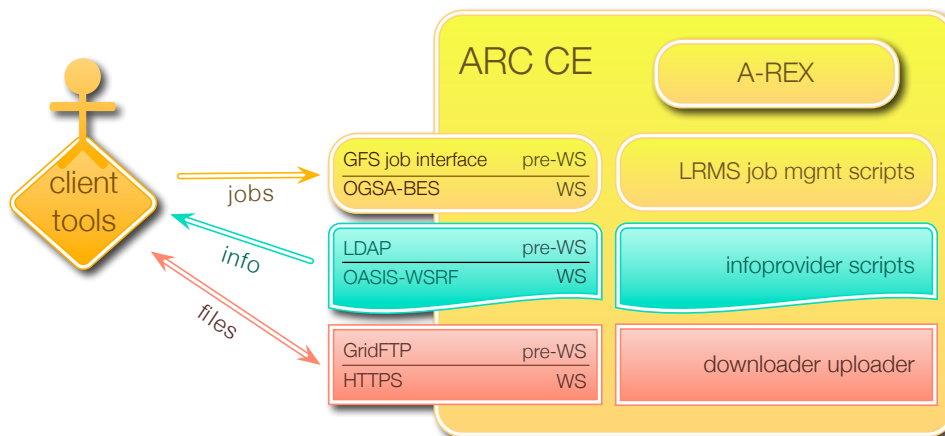 ARC CE
A-REX
client
tools
jobs
info
files
GFS job interface pre-WS
OGSA-BES WS
LRMS job mgmt scripts
LDAP pre-WS
OASIS-WSRF WS
infoprovider scripts
GridFTP pre-WS
HTTPS WS
downloader uploader